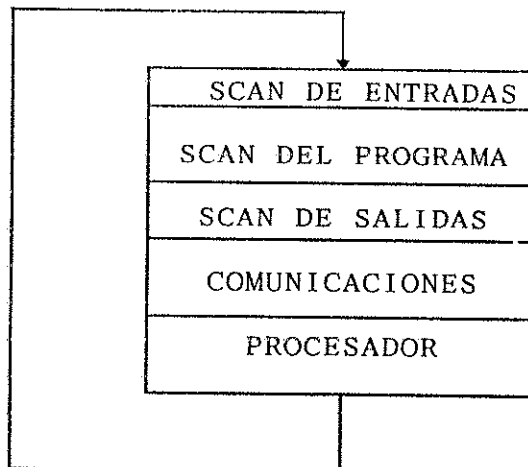 SCAN DE ENTRADAS
SCAN DEL PROGRAMA
SCAN DE SALIDAS
COMUNICACIONES
PROCESADOR